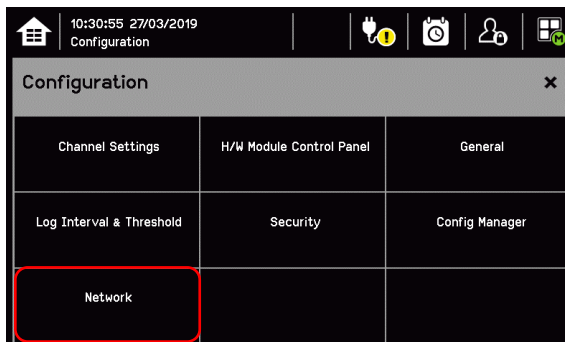 10:30:55 27/03/2019
Configuration
Configuration
Channel Settings
H/W Module Control Panel
General
Log Interval & Threshold
Security
Config Manager
Network
M